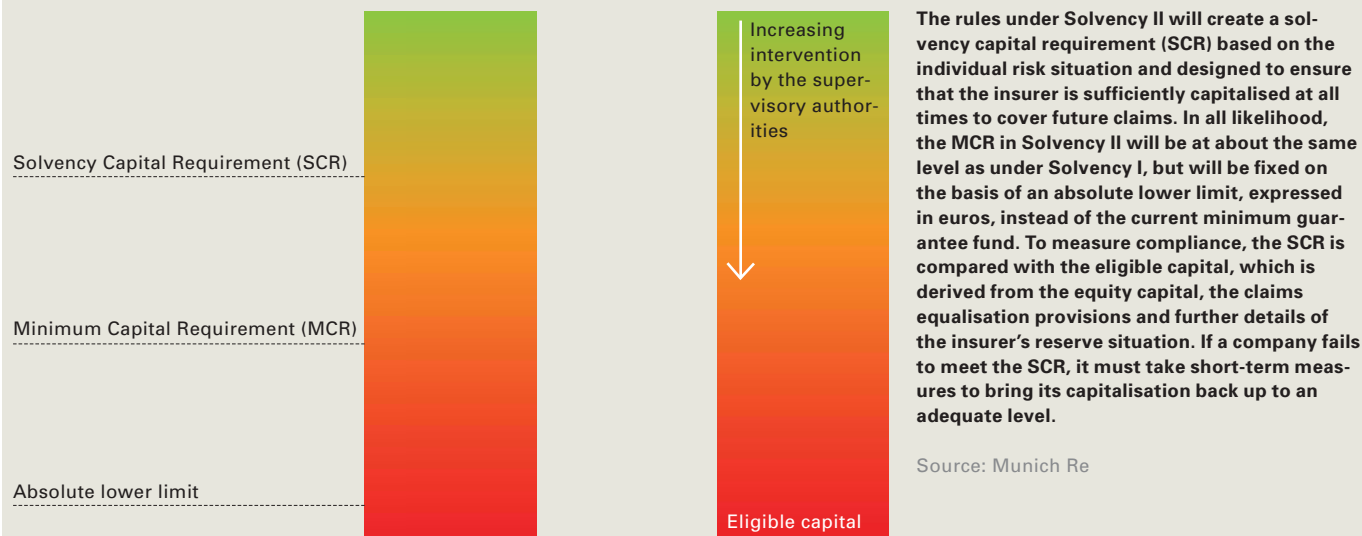 Solvency Capital Requirement (SCR)
Minimum Capital Requirement (MCR)
Absolute lower limit
Increasing
intervention
by the super-
visory author-
ities
Eligible capital
The rules under Solvency II will create a sol-
vency capital requirement (SCR) based on the
individual risk situation and designed to ensure
that the insurer is sufficiently capitalised at all
times to cover future claims. In all likelihood,
the MCR in Solvency II will be at about the same
level as under Solvency I, but will be fixed on
the basis of an absolute lower limit, expressed
in euros, instead of the current minimum guar-
antee fund. To measure compliance, the SCR is
compared with the eligible capital, which is
derived from the equity capital, the claims
equalisation provisions and further details of
the insurer’s reserve situation. If a company fails
to meet the SCR, it must take short-term meas-
ures to bring its capitalisation back up to an
adequate level.
Source: Munich Re